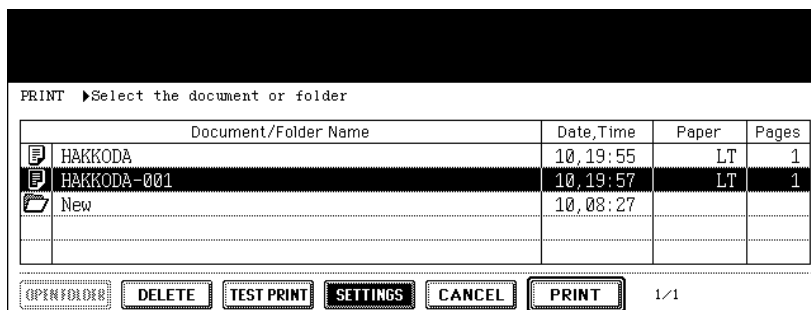 PRINT ▶Select the document or folder
Document/Folder Name Date,Time Paper Pages
HAKKODA 10,19:55 LT 1
HAKKODA-001 10,19:57 LT 1
New 10,08:27
OPEN FOLDER DELETE TEST PRINT SETTINGS CANCEL PRINT 1/1